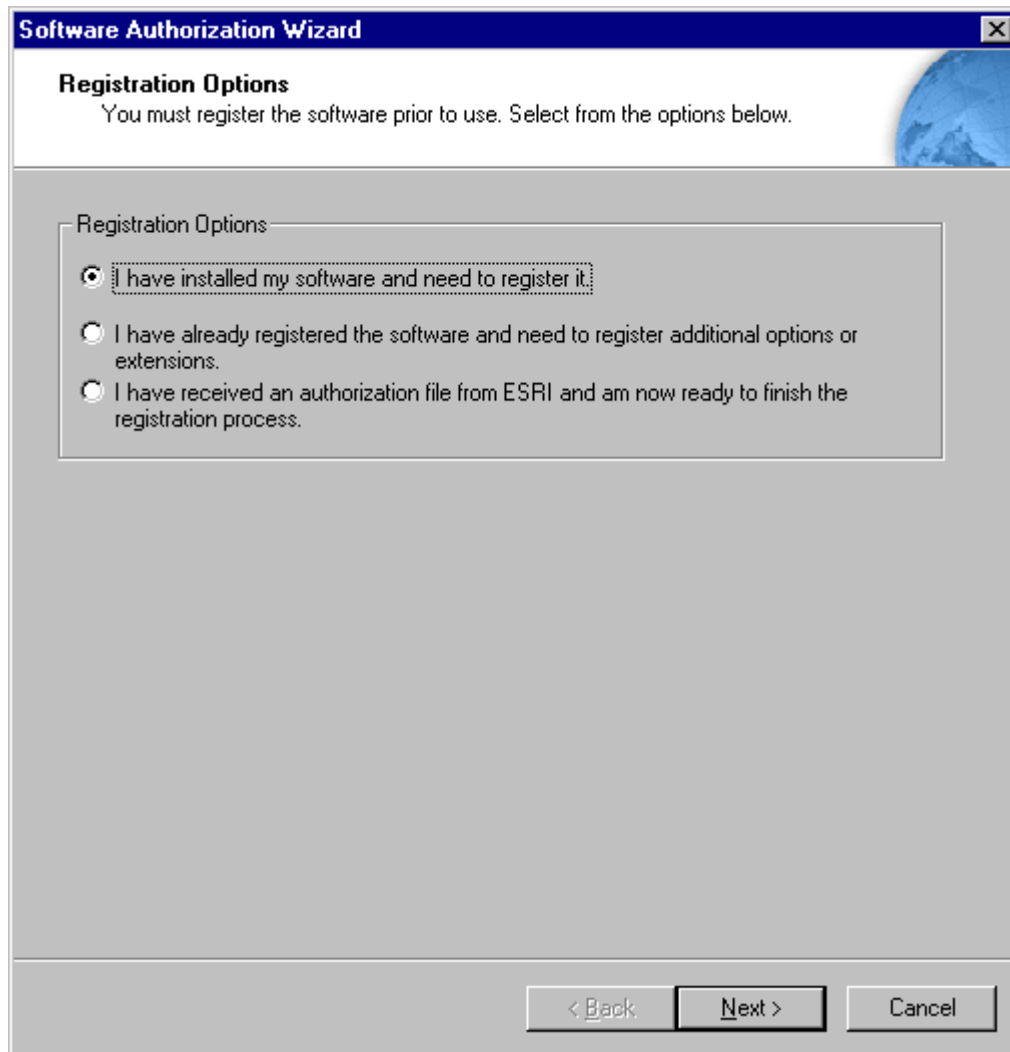 Software Authorization Wizard
Registration Options
You must register the software prior to use. Select from the options below.
Registration Options
I have installed my software and need to register it.
I have already registered the software and need to register additional options or
extensions.
I have received an authorization file from ESRI and am now ready to finish the
registration process.
< Back
Next >
Cancel